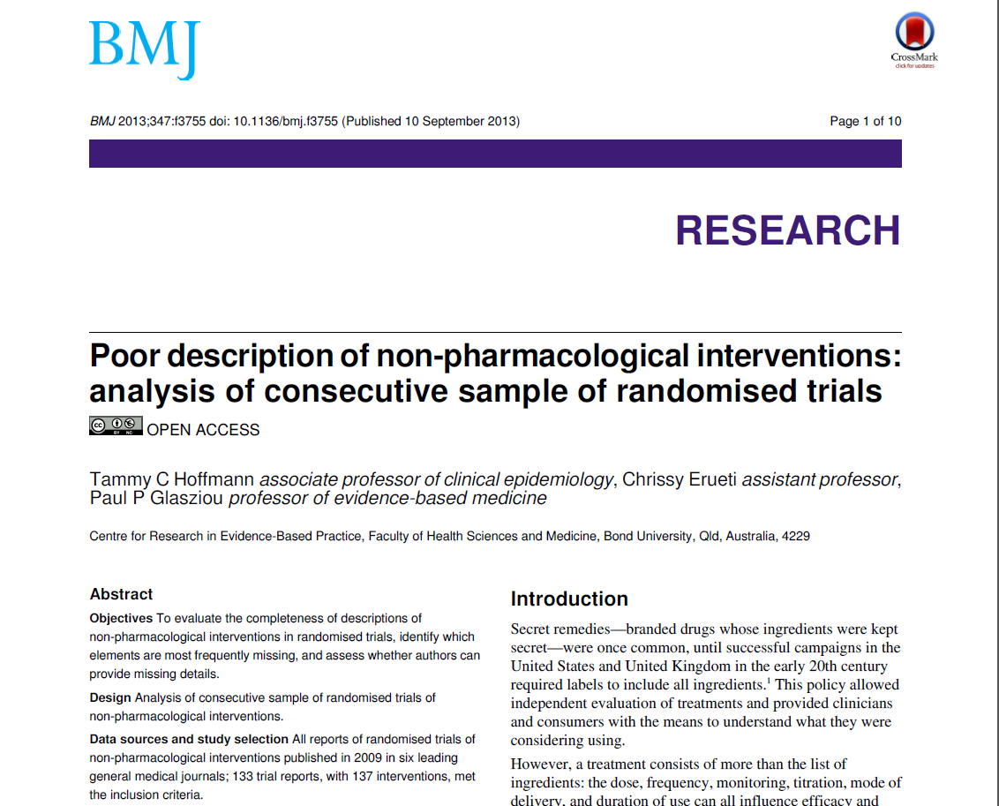 BMJ
CrossMark
click for updates
BMJ 2013;347:f3755 doi: 10.1136/bmj.f3755 (Published 10 September 2013)
Page 1 of 10
RESEARCH
Poor description of non-pharmacological interventions:
analysis of consecutive sample of randomised trials
cc BY NC OPEN ACCESS
Tammy C Hoffmann associate professor of clinical epidemiology, Chrissy Erueti assistant professor,
Paul P Glasziou professor of evidence-based medicine
Centre for Research in Evidence-Based Practice, Faculty of Health Sciences and Medicine, Bond University, Qld, Australia, 4229
Abstract
Objectives To evaluate the completeness of descriptions of
non-pharmacological interventions in randomised trials, identify which
elements are most frequently missing, and assess whether authors can
provide missing details.
Design Analysis of consecutive sample of randomised trials of
non-pharmacological interventions.
Data sources and study selection All reports of randomised trials of
non-pharmacological interventions published in 2009 in six leading
general medical journals; 133 trial reports, with 137 interventions, met
the inclusion criteria.
Introduction
Secret remedies—branded drugs whose ingredients were kept
secret—were once common, until successful campaigns in the
United States and United Kingdom in the early 20th century
required labels to include all ingredients.1 This policy allowed
independent evaluation of treatments and provided clinicians
and consumers with the means to understand what they were
considering using.
However, a treatment consists of more than the list of
ingredients: the dose, frequency, monitoring, titration, mode of
delivery, and duration of use can all influence efficacy and